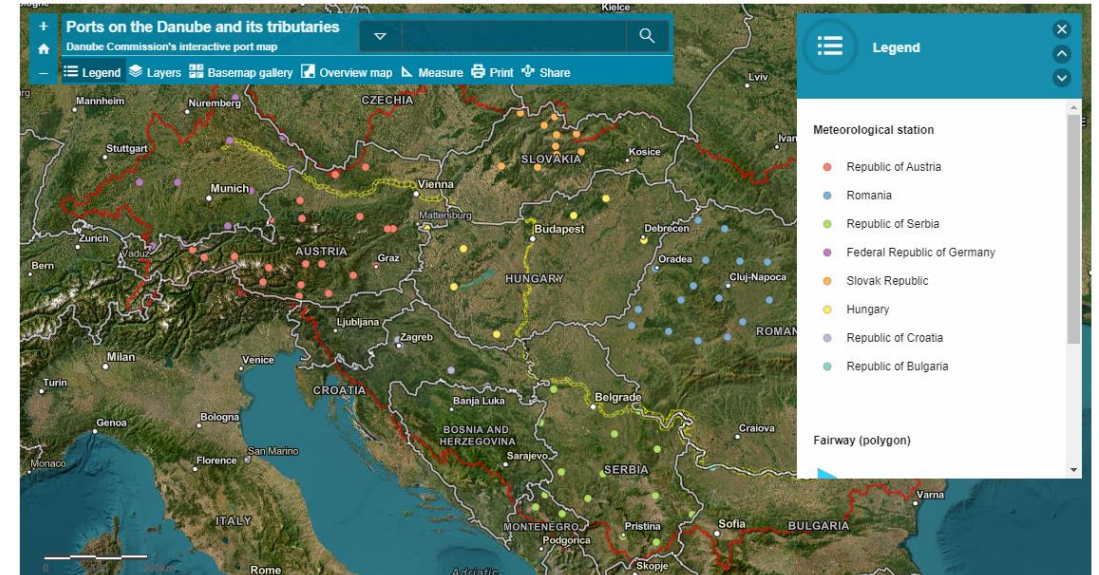 Kielce
+
Ports on the Danube and its tributaries
Danube Commission's interactive port map
–
Legend Layers Basemap gallery Overview map Measure Print Share
Legend
Meteorological station
Republic of Austria
Romania
Republic of Serbia
Federal Republic of Germany
Slovak Republic
Hungary
Republic of Croatia
Republic of Bulgaria
Fairway (polygon)
Mannheim
Nuremberg
CZECHIA
Lviv
Stuttgart
Kosice
SLOVAKIA
Munich
Vienna
Mattersburg
Budapest
Debrecen
Zurich
Vaduz
AUSTRIA
Graz
Oradea
Bern
HUNGARY
Cluj-Napoca
Ljubljana
Zagreb
ROMAN
Milan
Venice
Turin
CROATIA
Banja Luka
Belgrade
Genoa
Bologna
BOSNIA AND
HERZEGOVINA
Craiova
Monaco
Florence
San Marino
Sarajevo
SERBIA
Varna
ITALY
MONTENEGRO
Pristina
Sofia
BULGARIA
Podgorica
Skopje
Rome
Adriatic
0
200km